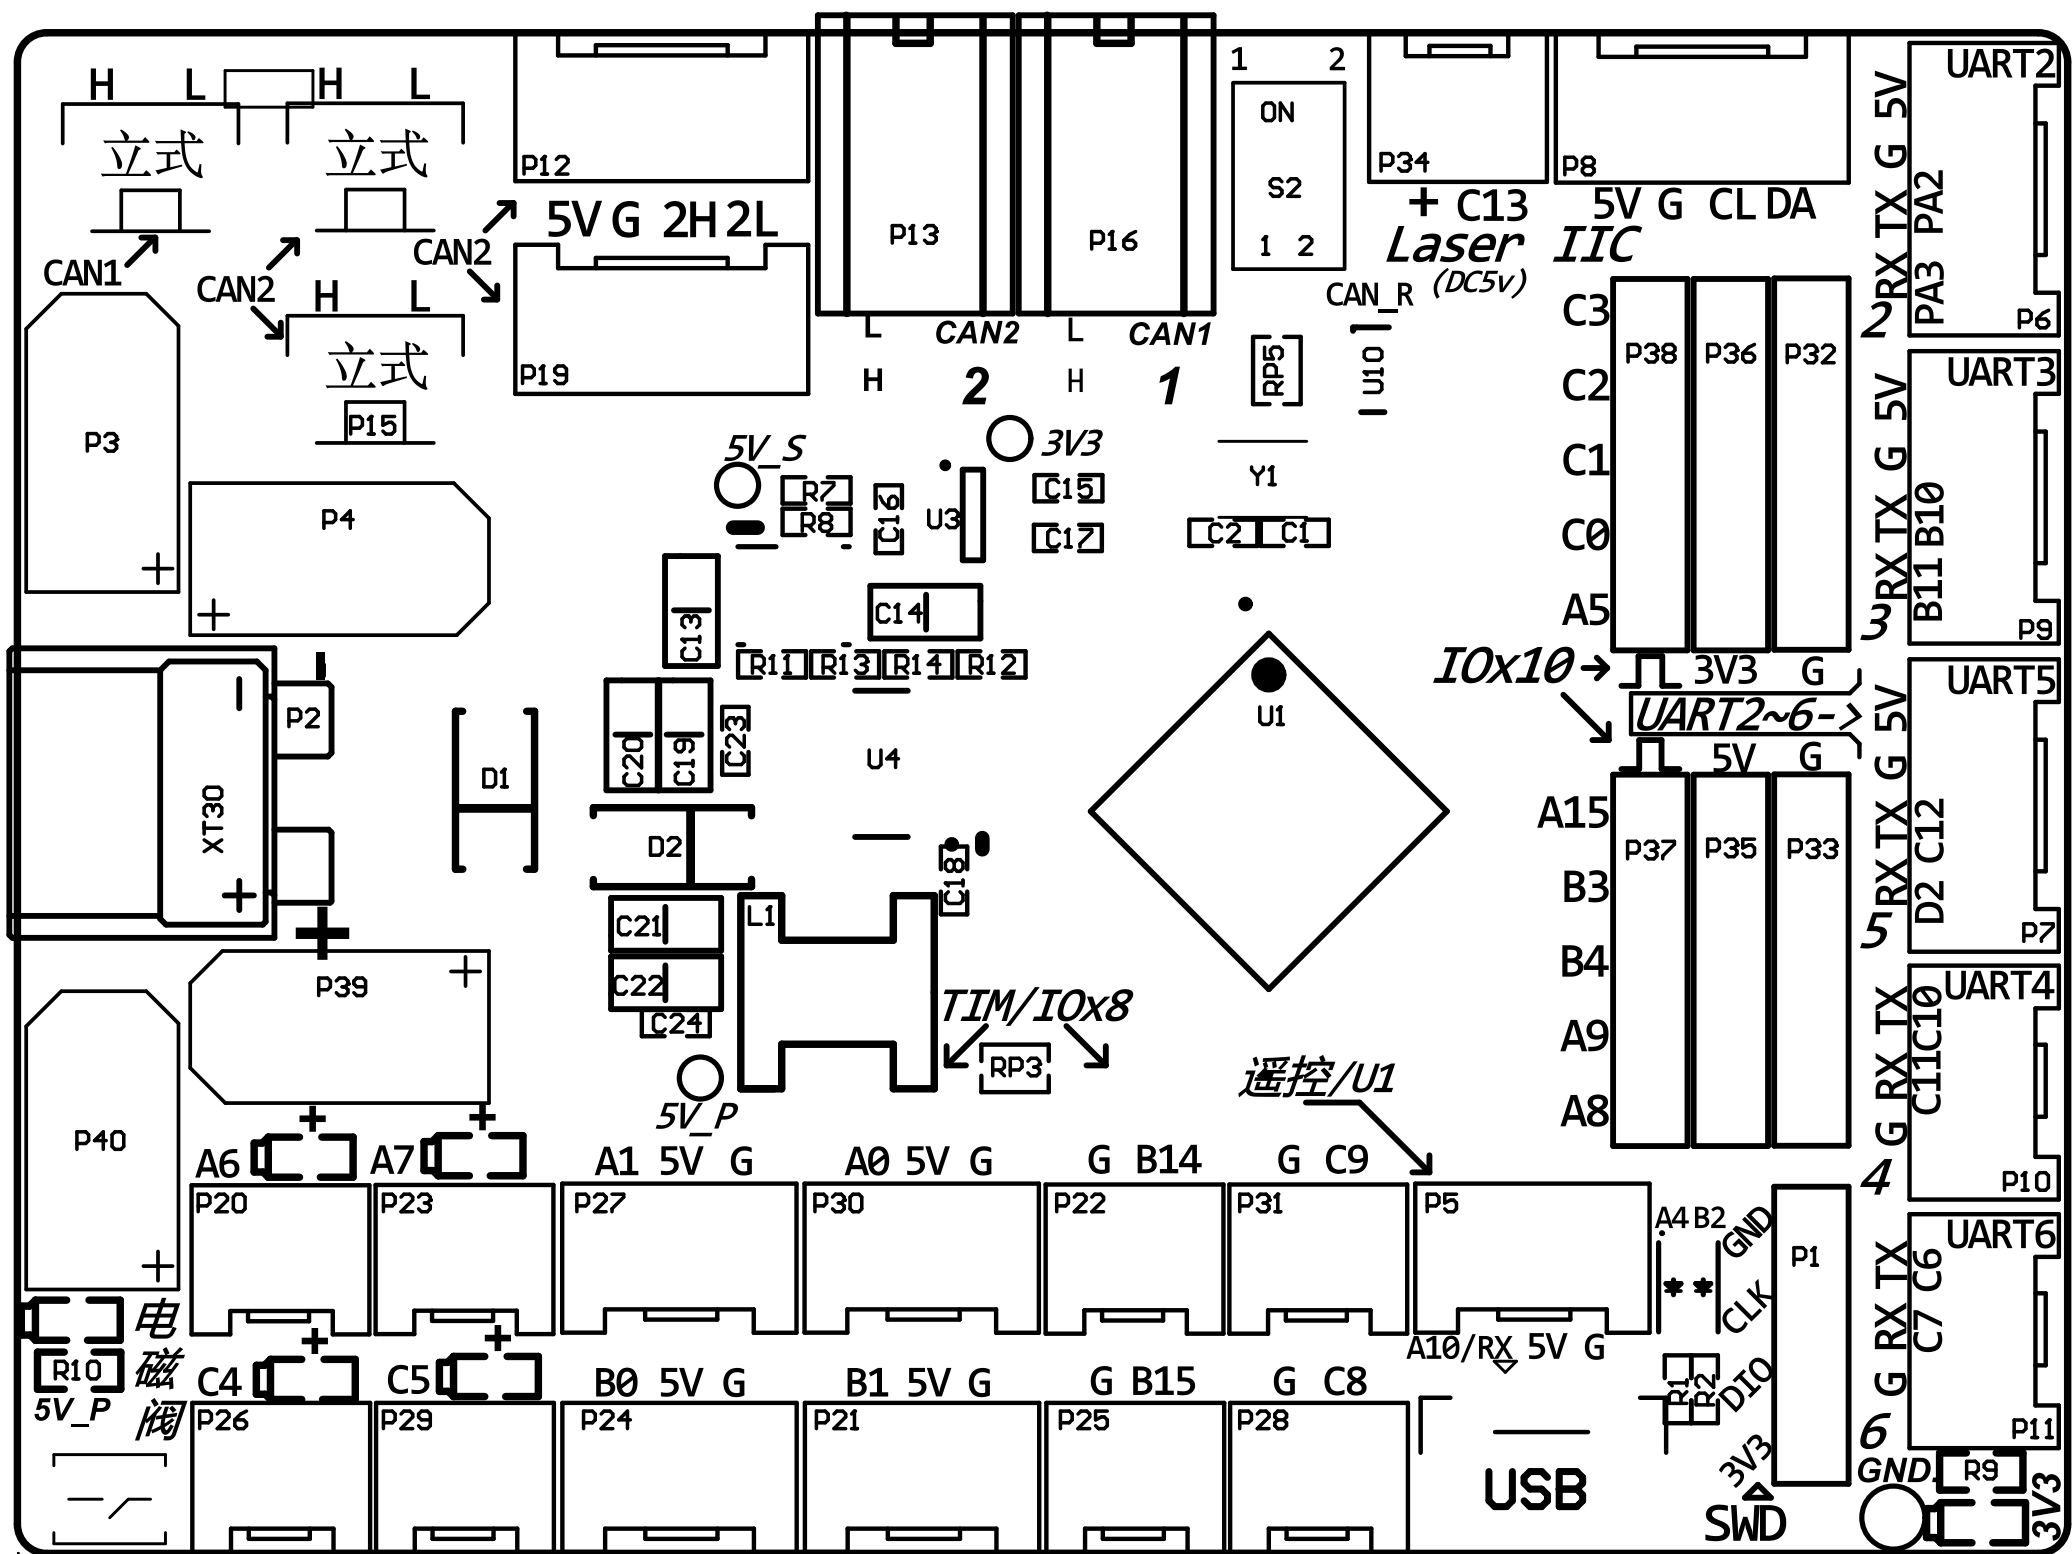 H L H L
立式 立式
CAN1
CAN2
CAN2
H L
立式
P15
P12
5V G 2H 2L
P19
P13
P16
L CAN2 L CAN1
H 2 H 1
1 2
ON
S2
1 2
CAN_R
P34
+ C13
Laser
(DC5v)
P8
5V G CL DA
IIC
RP5
U10
UART2
RX TX G 5V
PA3 PA2
2
P6
UART3
RX TX G 5V
B11 B10
3
P9
UART5
RX TX G 5V
D2 C12
5
P7
UART4
G RX TX
C11 C10
4
P10
UART6
G RX TX
C7 C6
6
P11
C3
C2
C1
C0
A5
P38 P36 P32
IOx10
3V3 G
UART2~6->
5V G
A15
B3
B4
A9
A8
P37 P35 P33
P3
P4
+
+
5V_S
3V3
R7
R8
C16
U3
C15
C17
Y1
C2 C1
C13
C14
R11 R13 R14 R12
P2
XT30
-
+
+
D1
C20 C19 C23
U4
U1
D2
C18
C21
L1
C22
C24
P39
+
P40
+
TIM/IOx8
RP3
5V_P
遥控/U1
+ +
A6 A7 A1 5V G A0 5V G G B14 G C9
P20 P23 P27 P30 P22 P31 P5
A10/RX 5V G
A4 B2
* *
GND
CLK
DIO
3V3
P1
R1 R2
SWD
USB
电
磁
阀
R10
5V_P
+ +
C4 C5 B0 5V G B1 5V G G B15 G C8
P26 P29 P24 P21 P25 P28
GND
R9
3V3